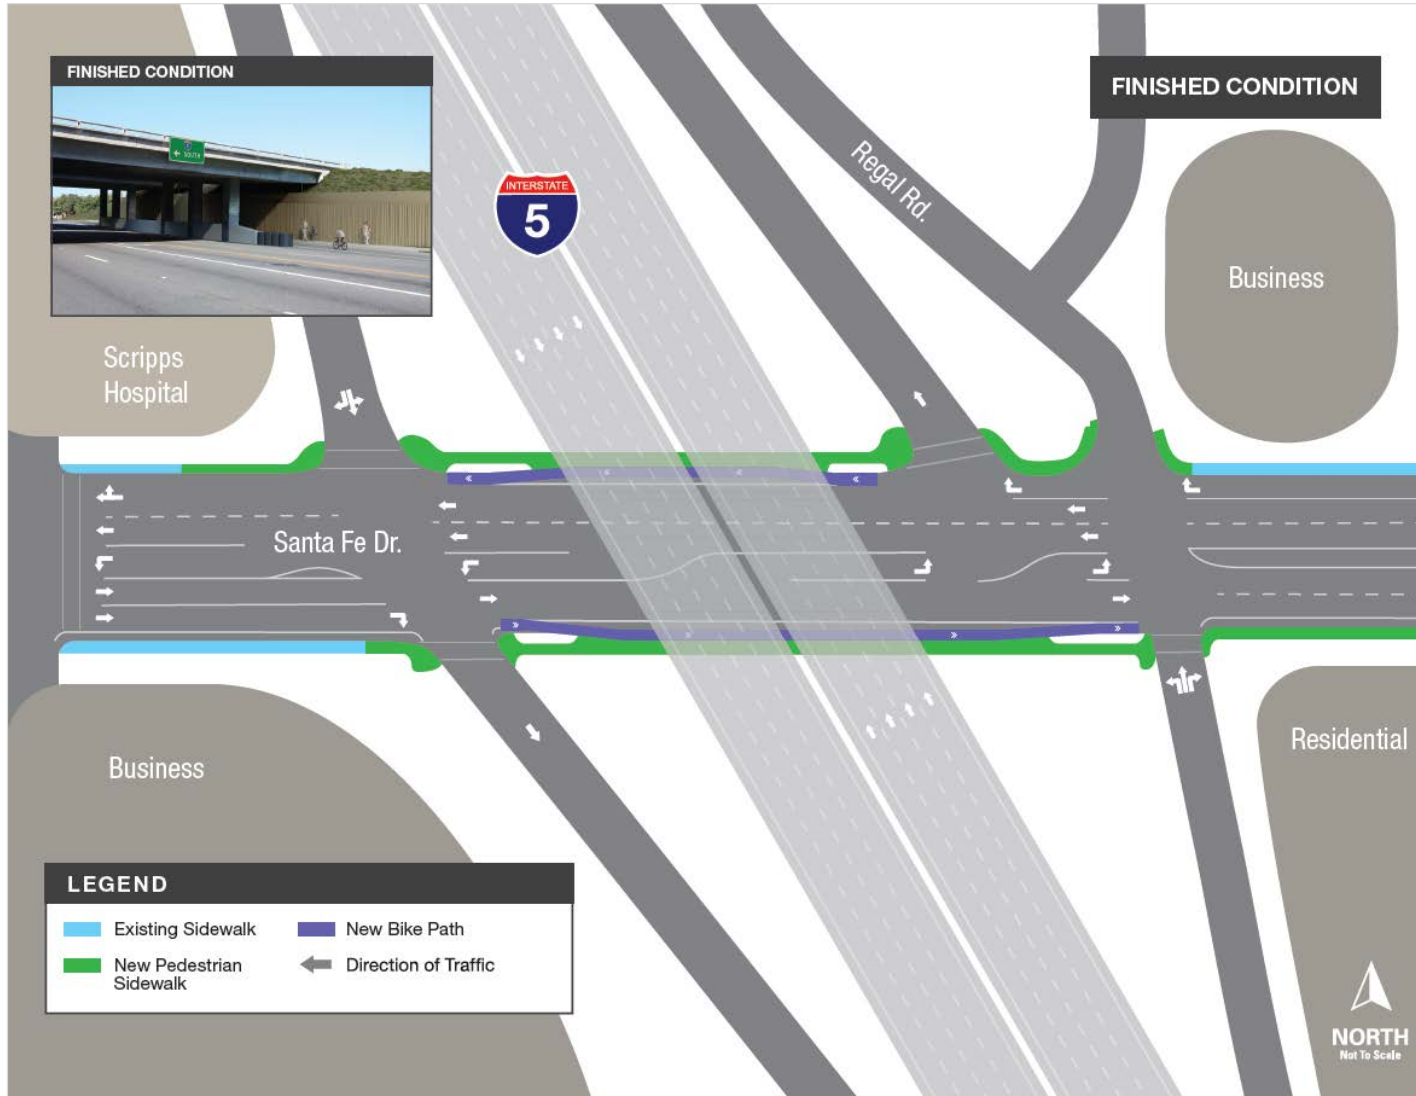 FINISHED CONDITION
SOUTH
FINISHED CONDITION
INTERSTATE
5
Regal Rd.
Business
Scripps
Hospital
Santa Fe Dr.
Business
Residential
LEGEND
Existing Sidewalk
New Bike Path
New Pedestrian
Sidewalk
Direction of Traffic
NORTH
Not To Scale